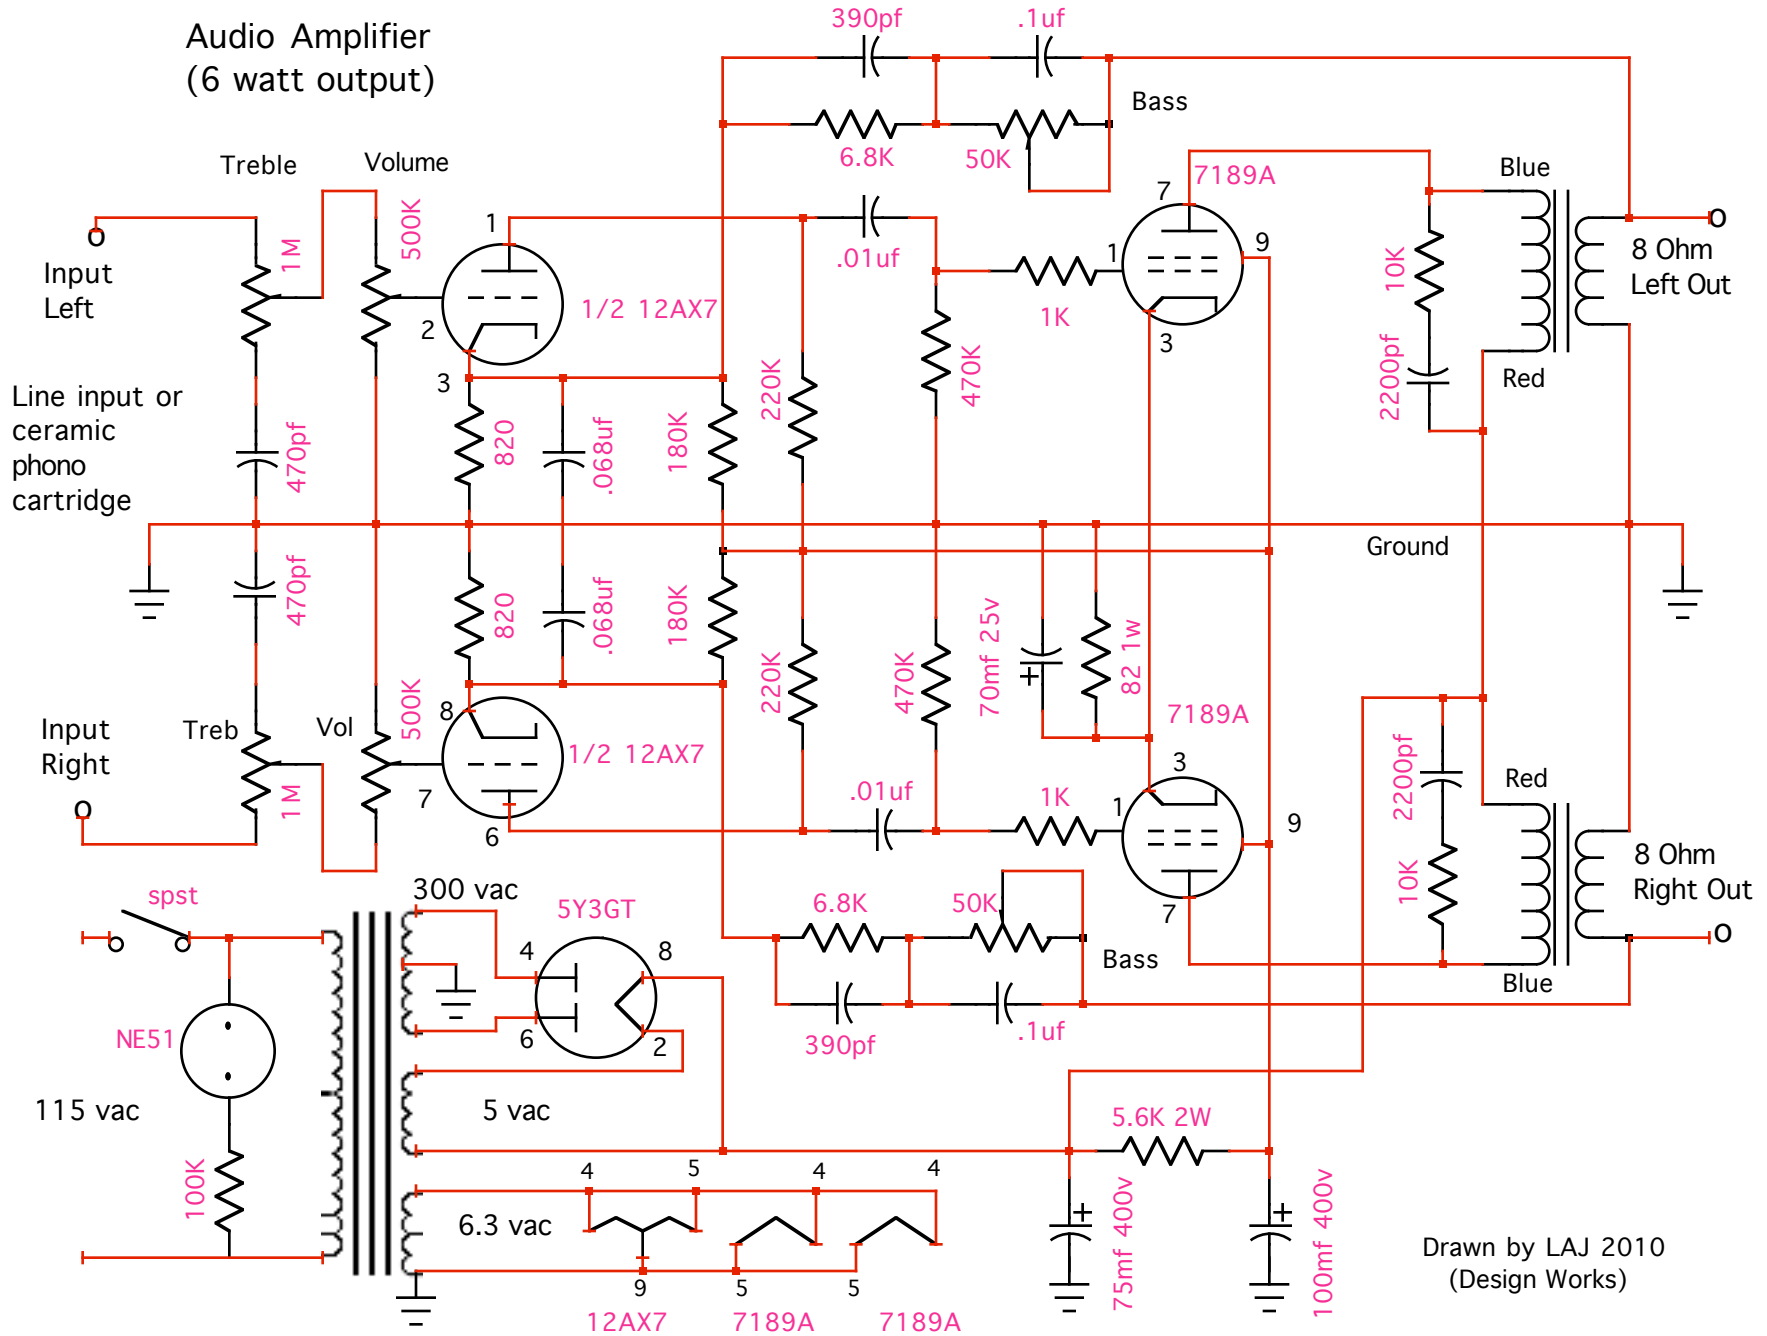 Audio Amplifier
(6 watt output)
390pf
.1uf
Bass
6.8K
50K
Treble
Volume
7189A
7
Blue
1M
500K
1
.01uf
9
1
10K
8 Ohm
Left Out
Input
Left
2
1/2 12AX7
1K
3
2200pf
Red
3
Line input or
ceramic
phono
cartridge
470pf
820
.068uf
180K
220K
470K
Ground
470pf
820
.068uf
180K
220K
470K
70mf 25v
82 1w
7189A
Input
Right
Treb
Vol
500K
8
1/2 12AX7
1M
7
6
.01uf
1K
1
3
9
7
2200pf
10K
Red
Blue
8 Ohm
Right Out
spst
300 vac
5Y3GT
4
8
6
2
6.8K
50K
Bass
390pf
.1uf
NE51
115 vac
5 vac
100K
5.6K 2W
4
5
4
4
6.3 vac
9
5
5
12AX7
7189A
7189A
75mf 400v
100mf 400v
+
+
+
O
O
O
O
Drawn by LAJ 2010
(Design Works)